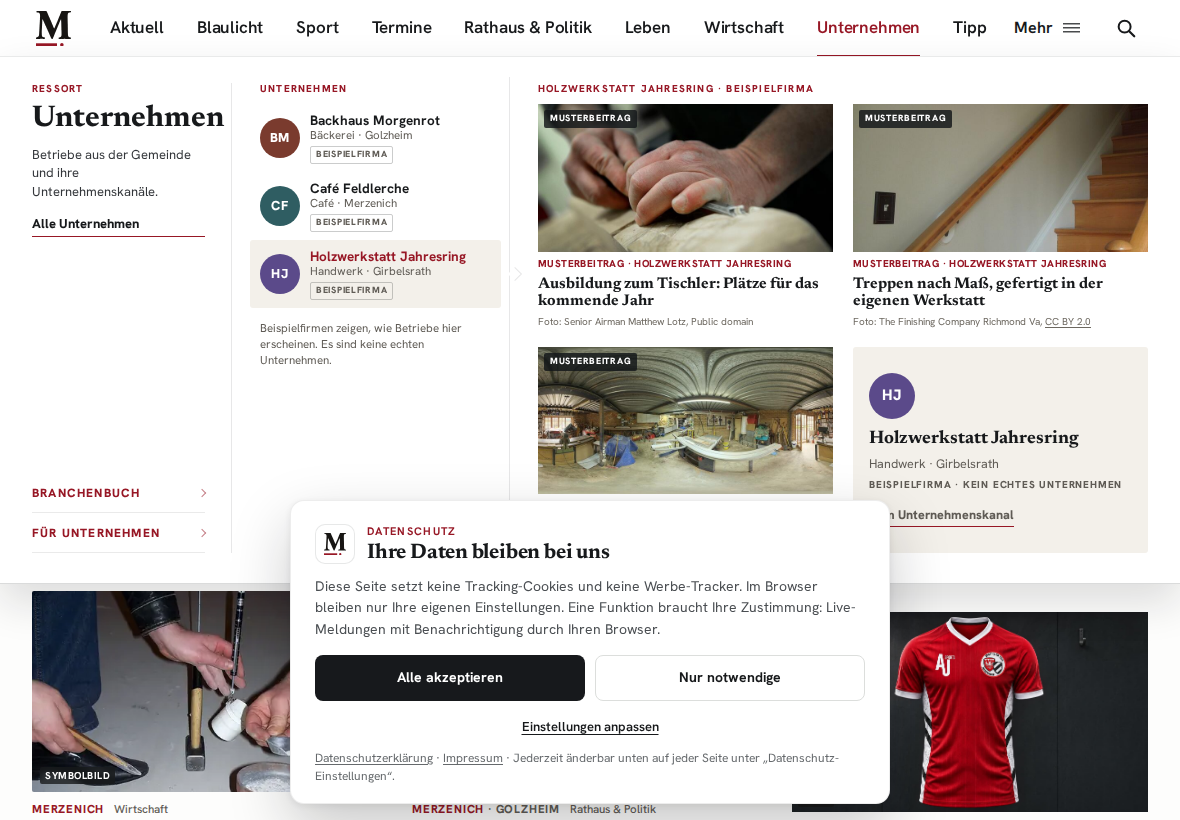 M
Aktuell Blaulicht Sport Termine Rathaus & Politik Leben Wirtschaft Unternehmen Tipp Mehr
RESSORT
Unternehmen
Betriebe aus der Gemeinde
und ihre
Unternehmenskanäle.
Alle Unternehmen
BRANCHENBUCH
FÜR UNTERNEHMEN
UNTERNEHMEN
BM
Backhaus Morgenrot
Bäckerei · Golzheim
BEISPIELFIRMA
CF
Café Feldlerche
Café · Merzenich
BEISPIELFIRMA
HJ
Holzwerkstatt Jahresring
Handwerk · Girbelsrath
BEISPIELFIRMA
Beispielfirmen zeigen, wie Betriebe hier
erscheinen. Es sind keine echten
Unternehmen.
HOLZWERKSTATT JAHRESRING · BEISPIELFIRMA
MUSTERBEITRAG
MUSTERBEITRAG · HOLZWERKSTATT JAHRESRING
Ausbildung zum Tischler: Plätze für das
kommende Jahr
Foto: Senior Airman Matthew Lotz, Public domain
MUSTERBEITRAG
MUSTERBEITRAG · HOLZWERKSTATT JAHRESRING
Treppen nach Maß, gefertigt in der
eigenen Werkstatt
Foto: The Finishing Company Richmond Va, CC BY 2.0
MUSTERBEITRAG
HJ
Holzwerkstatt Jahresring
Handwerk · Girbelsrath
BEISPIELFIRMA · KEIN ECHTES UNTERNEHMEN
Unternehmenskanal
M
DATENSCHUTZ
Ihre Daten bleiben bei uns
Diese Seite setzt keine Tracking-Cookies und keine Werbe-Tracker. Im Browser
bleiben nur Ihre eigenen Einstellungen. Eine Funktion braucht Ihre Zustimmung: Live-
Meldungen mit Benachrichtigung durch Ihren Browser.
Alle akzeptieren
Nur notwendige
Einstellungen anpassen
Datenschutzerklärung · Impressum · Jederzeit änderbar unten auf jeder Seite unter „Datenschutz-
Einstellungen“.
SYMBOLBILD
MERZENICH Wirtschaft
MERZENICH · GOLZHEIM Rathaus & Politik
AJ